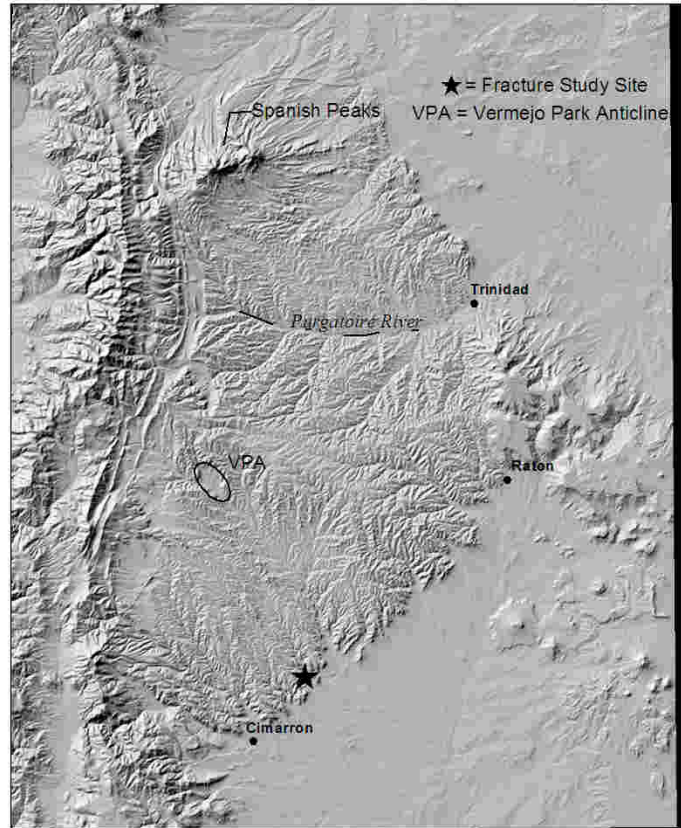 ★ = Fracture Study Site
Spanish Peaks
VPA = Vermejo Park Anticline
Trinidad
Purgatoire River
VPA
Raton
Cimarron